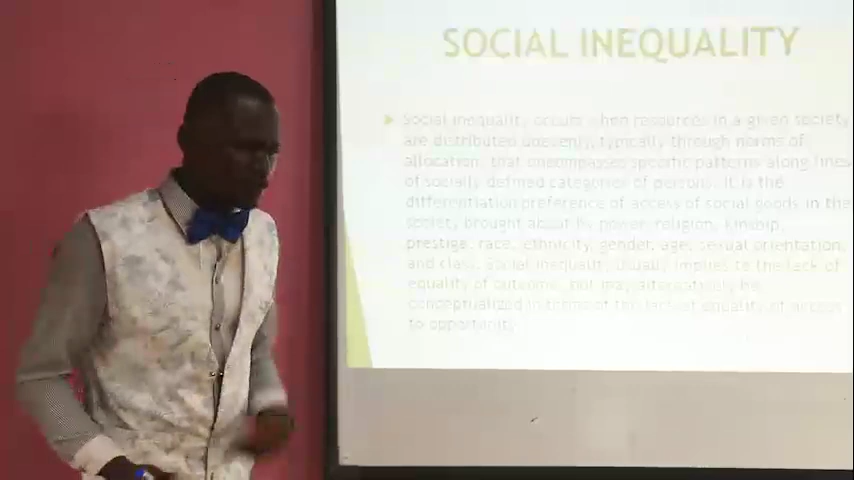 SOCIAL INEQUALITY
Social inequality occurs when resources in a given society
are distributed unevenly, typically through norms of
allocation, that encompasses specific patterns along lines
of socially defined categories of persons. It is the
differentiation preference of access of social goods in the
society brought about by power, religion, kinship,
prestige, race, ethnicity, gender, age, sexual orientation,
and class. Social inequality usually implies to the lack of
equality of outcome, but may alternatively be
conceptualized in terms of the lack of equality of access
to opportunity.